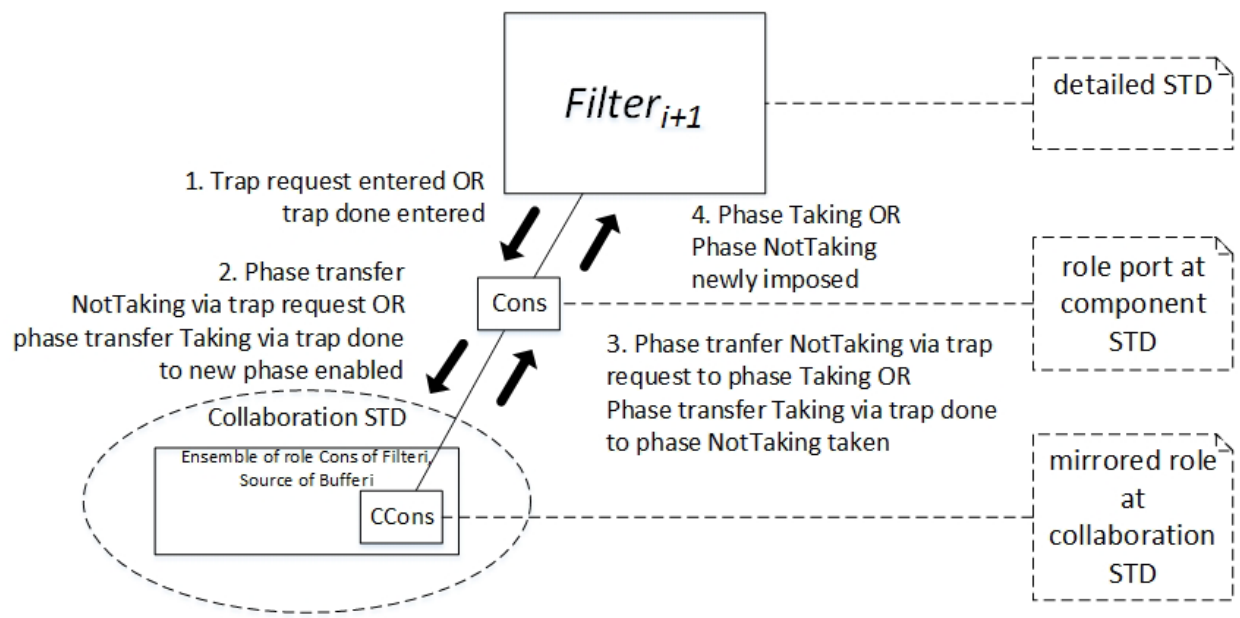 Filteri+1
detailed STD
1. Trap request entered OR
trap done entered
4. Phase Taking OR
Phase NotTaking
newly imposed
2. Phase transfer
NotTaking via trap request OR
phase transfer Taking via trap done
to new phase enabled
Cons
role port at
component
STD
3. Phase tranfer NotTaking via trap
request to phase Taking OR
Phase transfer Taking via trap done
to phase NotTaking taken
Collaboration STD
Ensemble of role Cons of Filteri,
Source of Bufferi
CCons
mirrored role
at
collaboration
STD